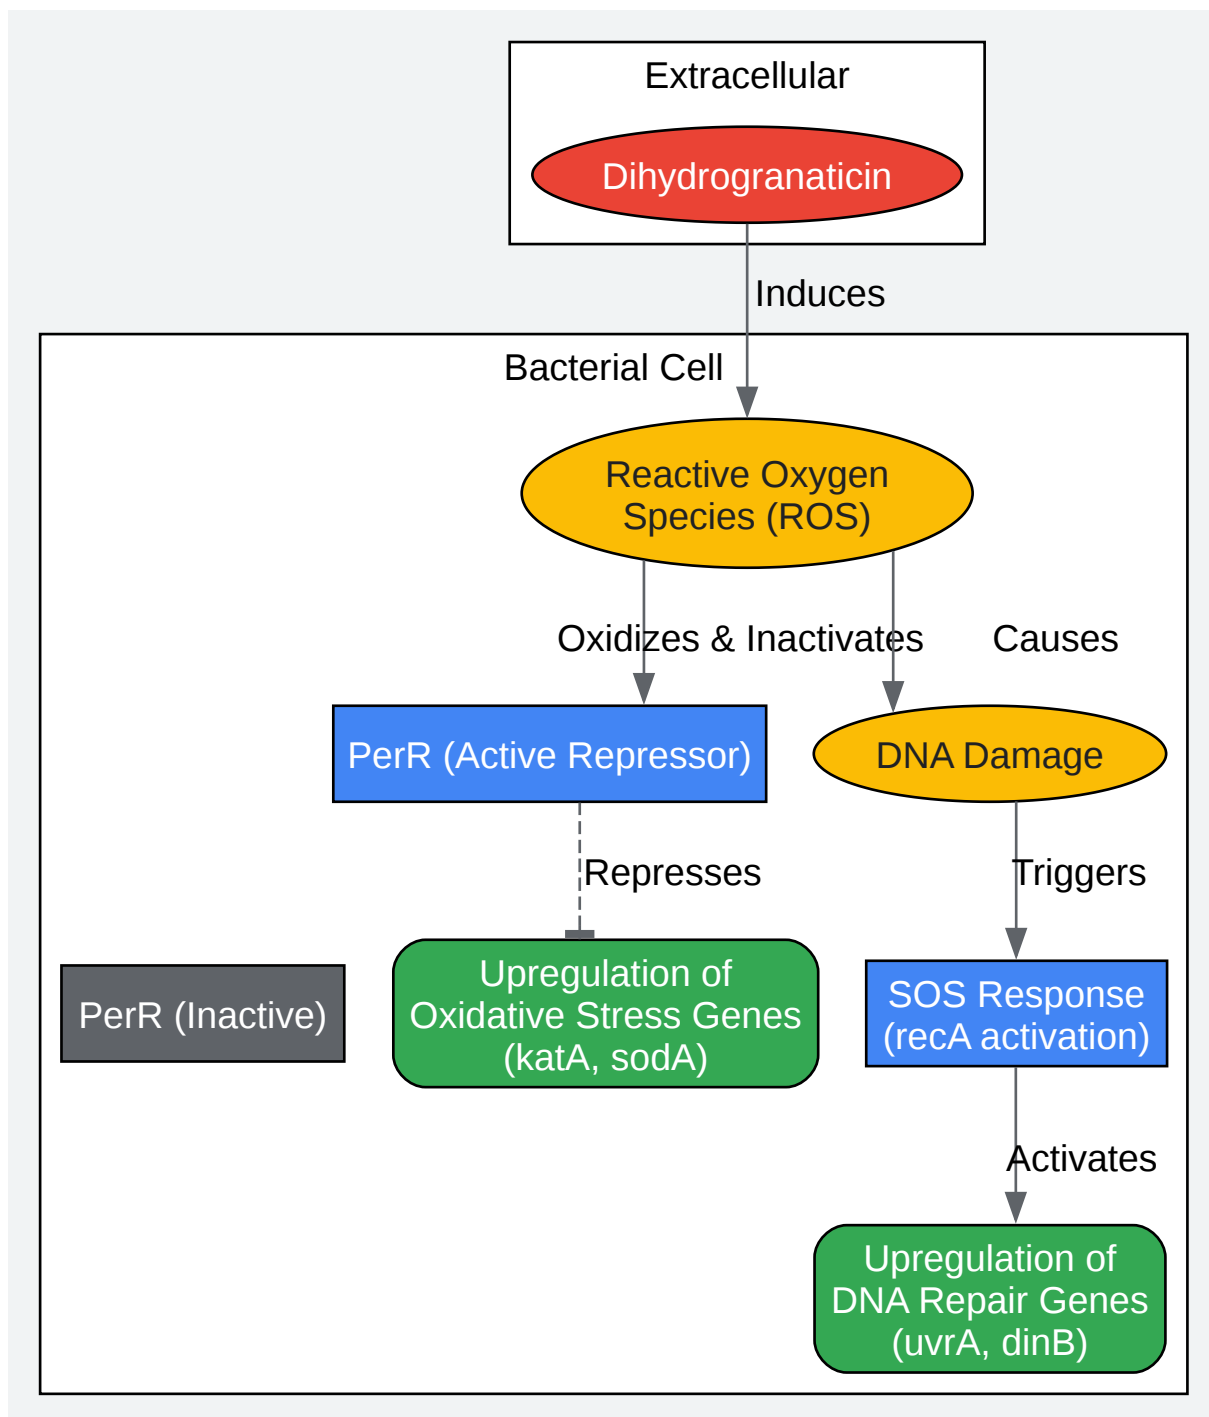 Extracellular
Dihydrogranaticin
Induces
Bacterial Cell
Reactive Oxygen
Species (ROS)
Oxidizes & Inactivates
Causes
PerR (Active Repressor)
DNA Damage
Represses
Triggers
PerR (Inactive)
Upregulation of
Oxidative Stress Genes
(katA, sodA)
SOS Response
(recA activation)
Activates
Upregulation of
DNA Repair Genes
(uvrA, dinB)